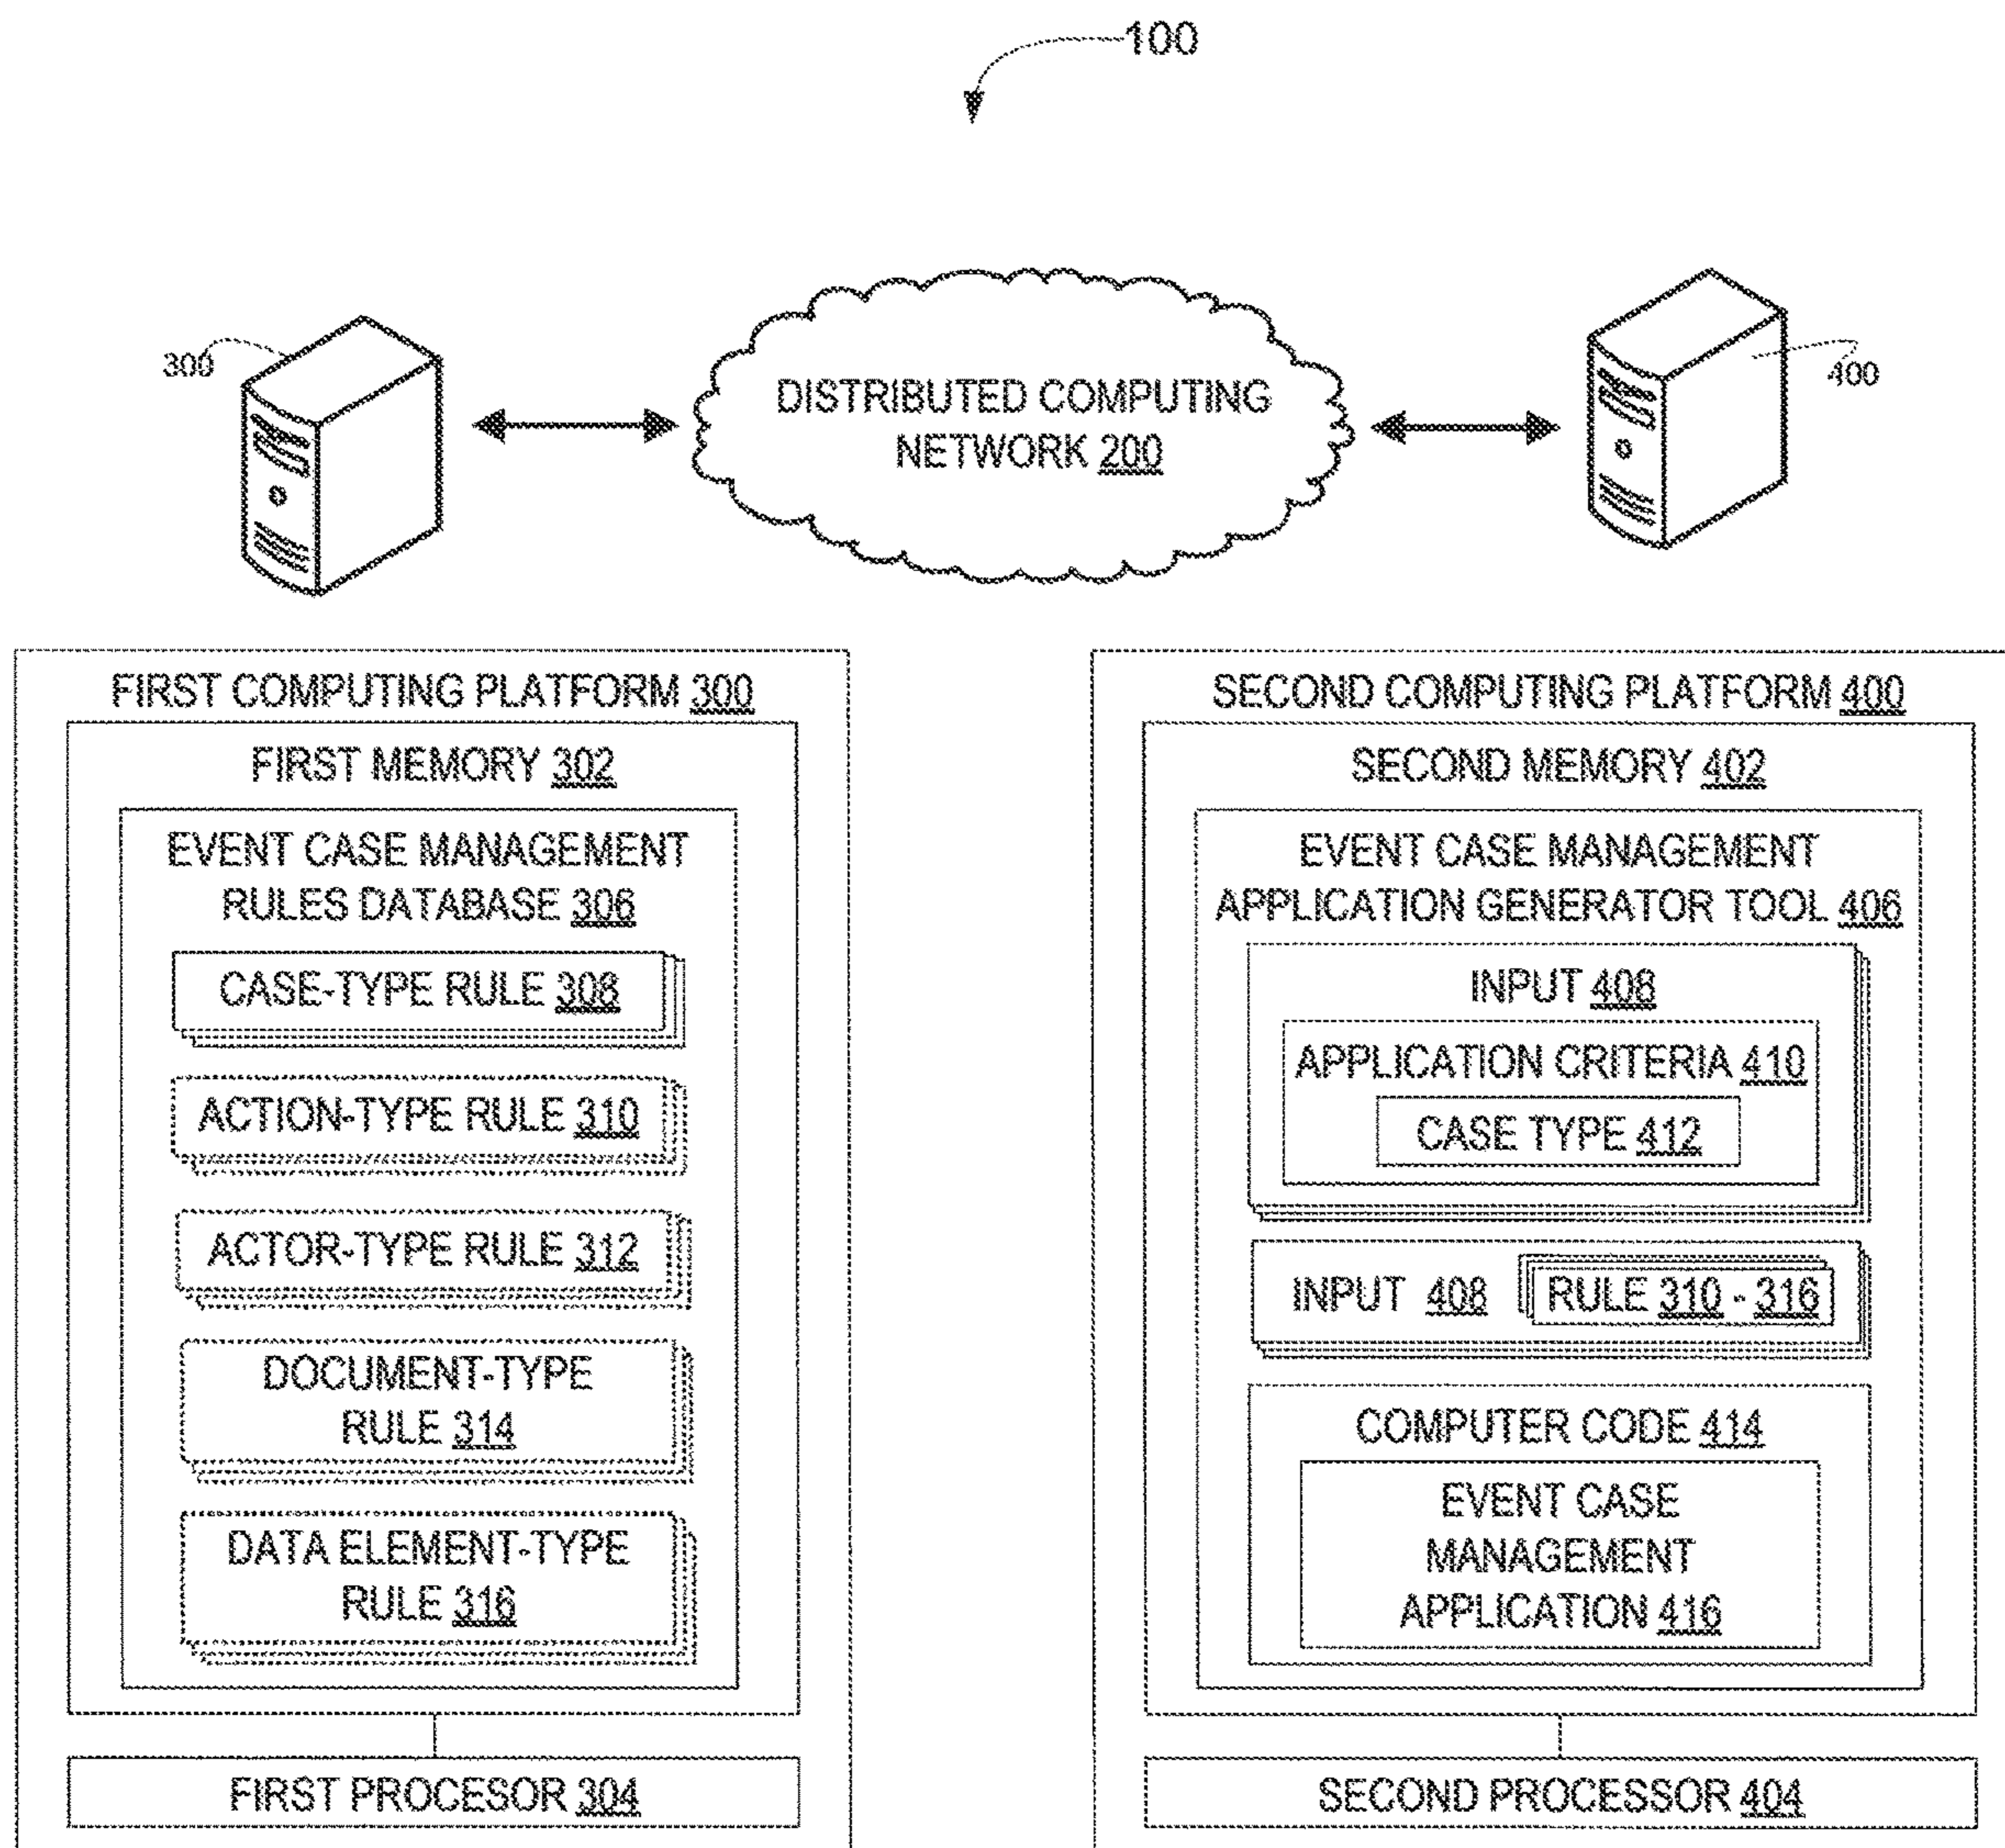 100
300
DISTRIBUTED COMPUTING
NETWORK 200
400
FIRST COMPUTING PLATFORM 300
FIRST MEMORY 302
EVENT CASE MANAGEMENT
RULES DATABASE 306
CASE-TYPE RULE 308
ACTION-TYPE RULE 310
ACTOR-TYPE RULE 312
DOCUMENT-TYPE
RULE 314
DATA ELEMENT-TYPE
RULE 316
FIRST PROCESOR 304
SECOND COMPUTING PLATFORM 400
SECOND MEMORY 402
EVENT CASE MANAGEMENT
APPLICATION GENERATOR TOOL 406
INPUT 408
APPLICATION CRITERIA 410
CASE TYPE 412
INPUT 408 RULE 310 - 316
COMPUTER CODE 414
EVENT CASE
MANAGEMENT
APPLICATION 416
SECOND PROCESSOR 404